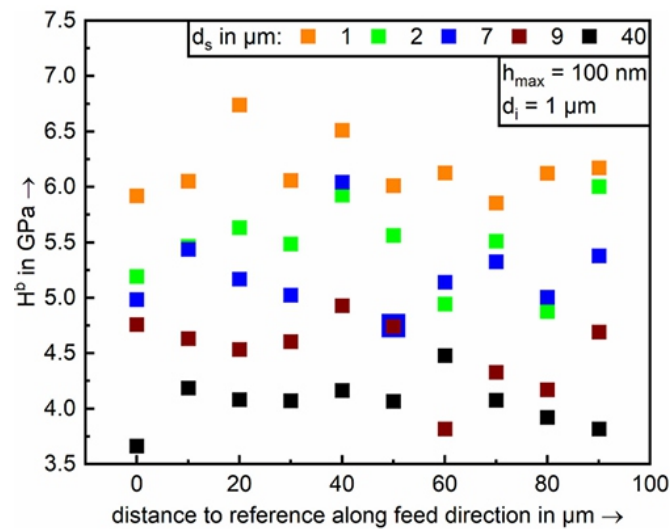 7.5
7.0
6.5
6.0
5.5
5.0
4.5
4.0
3.5
H^b in GPa →
d_s in μm: 1 2 7 9 40
h_max = 100 nm
d_i = 1 μm
0 20 40 60 80 100
distance to reference along feed direction in μm →